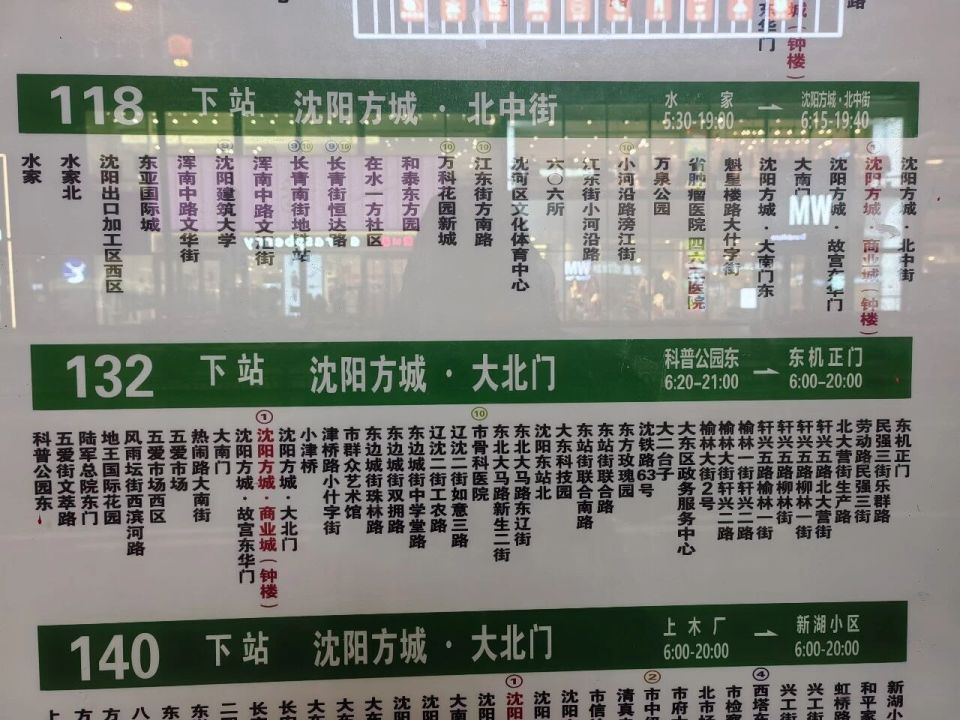 118 下站 沈阳方城·北中街 水家 → 沈阳方城·北中街
5:30-19:00 6:15-19:40
水家
水家北
沈阳出口加工区西区
东亚国际城
浑南中路文华街
⑨
沈阳建筑大学
浑南中路文汇街
⑨⑩
长青南街地铁站
⑨⑩
长青街恒达路
在水一方社区
和泰东方园
⑩
万科花园新城
⑩
江东街方南路
沈河区文化体育中心
六〇六所
江东街小河沿路
⑩
小河沿路滂江街
万泉公园
省肿瘤医院
魁星楼路大什字街
沈阳方城·大南门东
大南门
沈阳方城·故宫东华门
①
沈阳方城·商业城(钟楼)
沈阳方城·北中街
132 下站 沈阳方城·大北门 科普公园东 → 东机正门
6:20-21:00 6:00-20:00
科普公园东
五爱街文萃路
陆军总院东门
地王国际花园
风雨坛街西滨河路
五爱市场西区
五爱市场
热闹路大南街
大南门
沈阳方城·故宫东华门
①
沈阳方城·商业城(钟楼)
沈阳方城·大北门
小津桥
津桥路小什字街
市群众艺术馆
东边城街珠林路
东边城街双拥路
东边城街中学堂路
辽沈二街工农路
辽沈二街如意三路
⑩
市骨科医院
东北大马路新生二街
东北大马路东辽街
沈阳东站北
大东科技园
东站街联合南路
东站街联合路
东方玫瑰园
沈铁路63号
大二台子
大东区政务服务中心
榆林大街2号
榆林大街轩兴二路
榆林一街轩兴二路
轩兴五路榆林一街
轩兴五路柳林街
轩兴五路柳林一街
轩兴五路北大营街
北大营街生产路
劳动路民强三街
民强三街乐群路
东机正门
140 下站 沈阳方城·大北门 上木厂 → 新湖小区
6:00-20:00 6:00-20:00